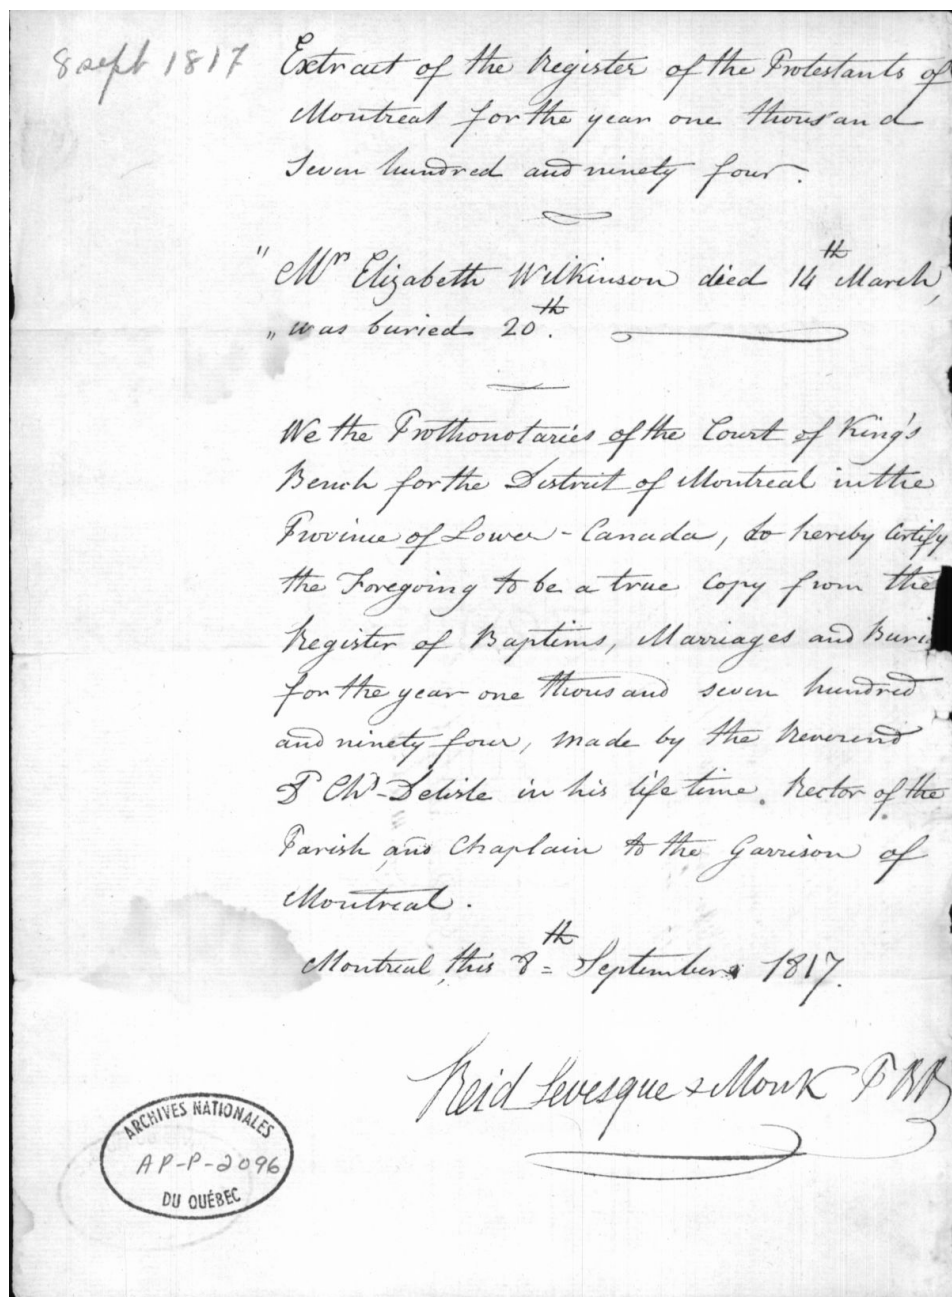 8 sept 1817
Extract of the Register of the Protestants of
Montreal for the year one thousand
Seven hundred and ninety four.
" Mrs Elizabeth Wilkinson died 14th March,
" was buried 20th.
We the Prothonotaries of the Court of King's
Bench for the District of Montreal in the
Province of Lower-Canada, do hereby Certify
the Foregoing to be a true Copy from the
Register of Baptims, Marriages and Buri
for the year one thousand seven hundred
and ninety four, made by the Reverend
D Chd Delisle in his life time Rector of the
Parish and Chaplain to the Garrison of
Montreal.
Montreal, this 8th September 1817.
Reid Levesque & Monk P BR
ARCHIVES NATIONALES
AP-P-2096
DU QUÉBEC